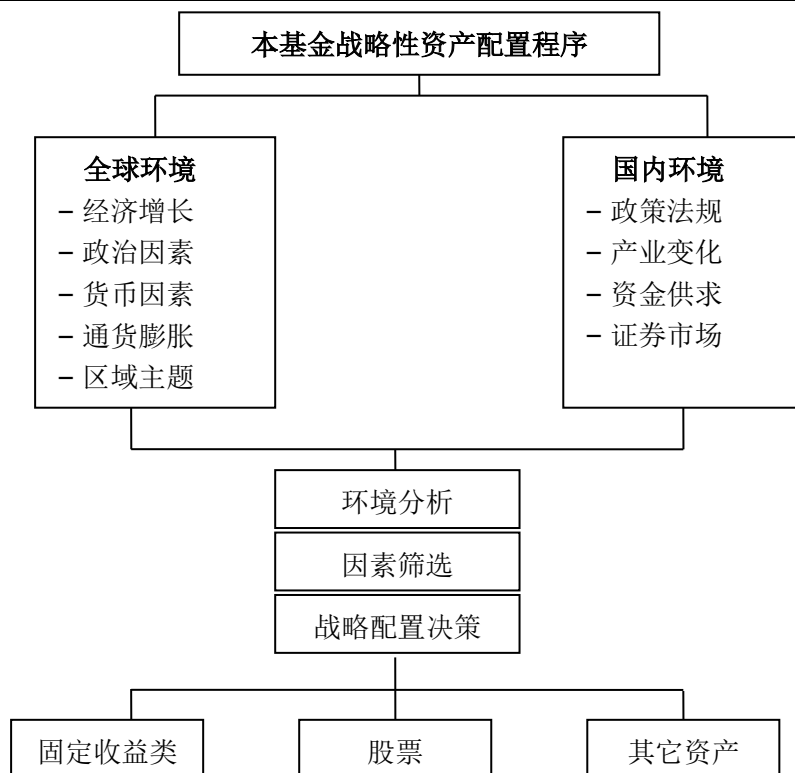 本基金战略性资产配置程序
全球环境
– 经济增长
– 政治因素
– 货币因素
– 通货膨胀
– 区域主题
国内环境
– 政策法规
– 产业变化
– 资金供求
– 证券市场
环境分析
因素筛选
战略配置决策
固定收益类
股票
其它资产